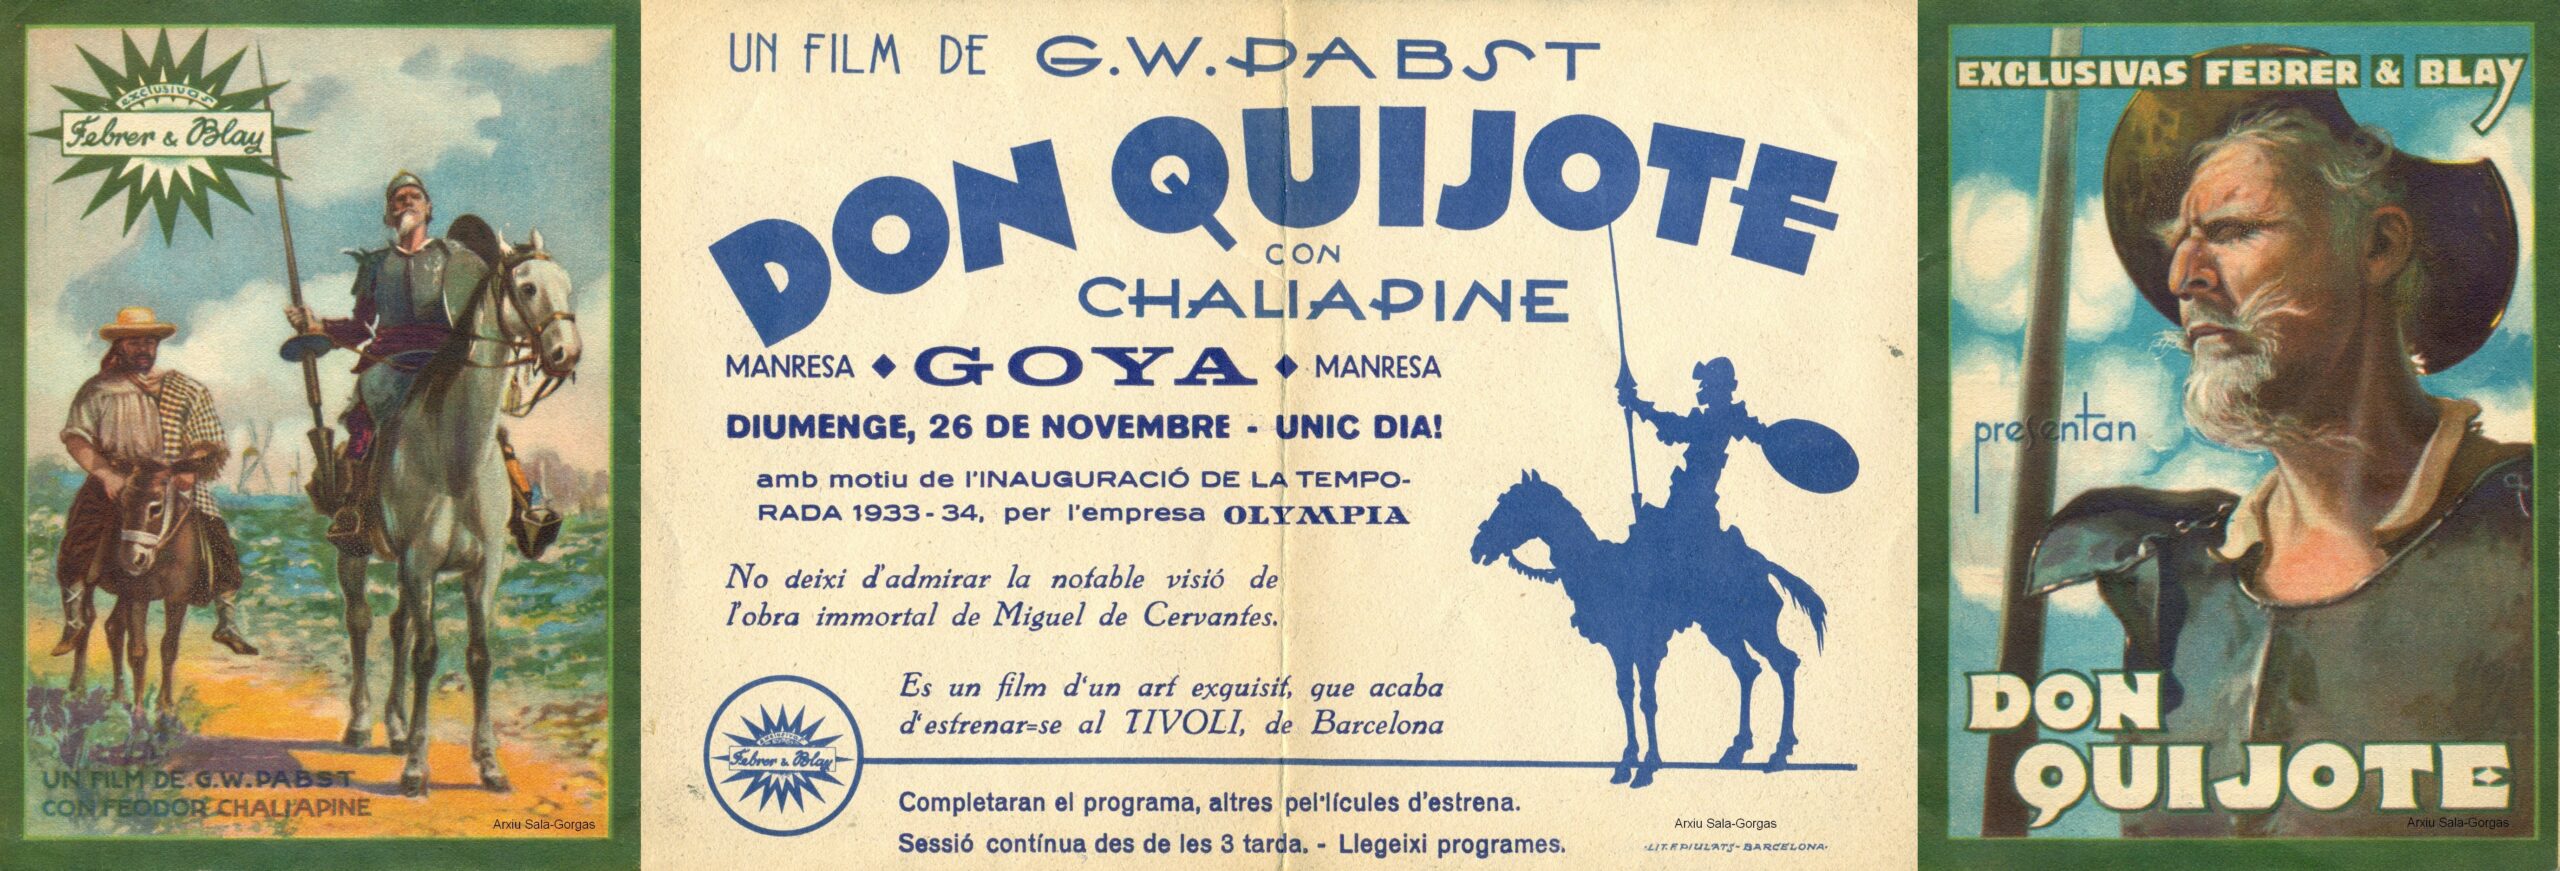 EXCLUSIVAS
Febrer & Blay
UN FILM DE G.W.PABST
CON FEODOR CHALIAPINE
Arxiu Sala-Gorgas
UN FILM DE G.W.PABST
DON QUIJOTE
CON
CHALIAPINE
MANRESA ♦ GOYA ♦ MANRESA
DIUMENGE, 26 DE NOVEMBRE - UNIC DIA!
amb motiu de l'INAUGURACIÓ DE LA TEMPO-
RADA 1933-34, per l'empresa OLYMPIA
No deixi d'admirar la notable visió de
l'obra immortal de Miguel de Cervantes.
Es un film d'un art exquisit, que acaba
d'estrenar=se al TIVOLI, de Barcelona
EXCLUSIVAS
Febrer & Blay
Completaran el programa, altres pel·lícules d'estrena.
Sessió contínua des de les 3 tarda. - Llegeixi programes.
Arxiu Sala-Gorgas
·LIT. F. PIULATS-BARCELONA·
EXCLUSIVAS FEBRER & BLAY
presentan
DON
QUIJOTE
Arxiu Sala-Gorgas